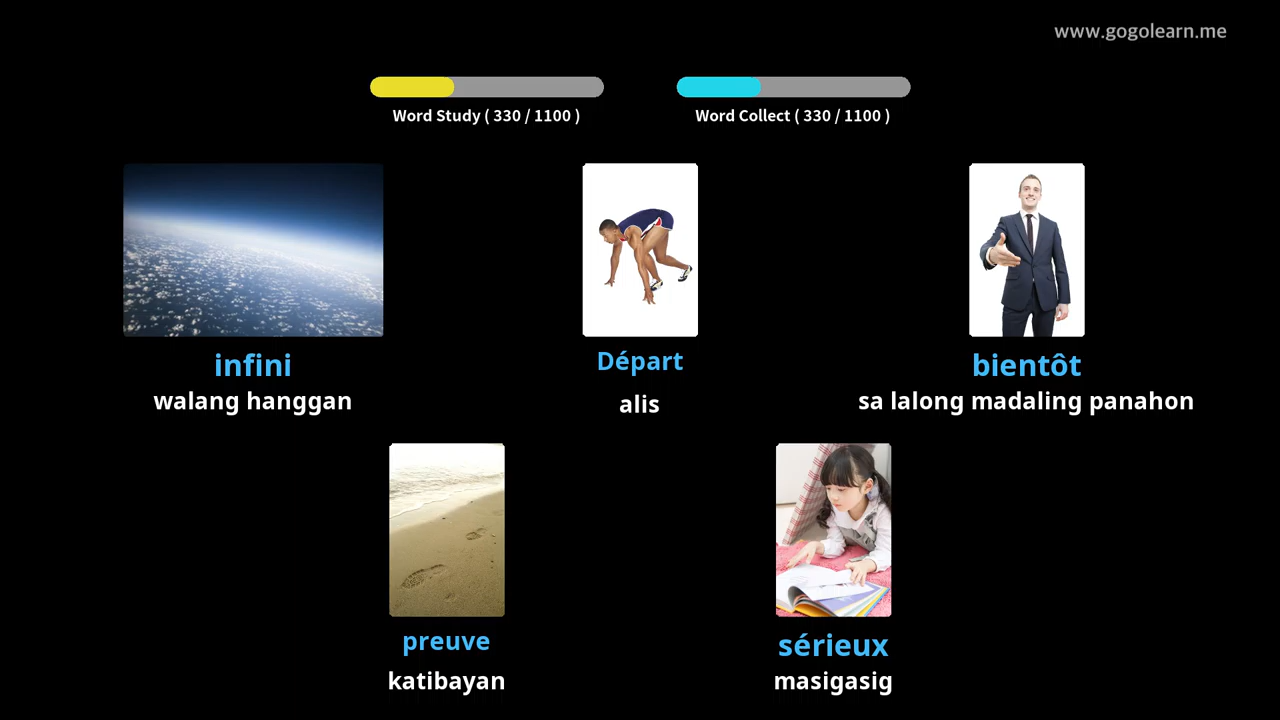 www.gogolearn.me
Word Study ( 330 / 1100 )
Word Collect ( 330 / 1100 )
infini
walang hanggan
Départ
alis
bientôt
sa lalong madaling panahon
preuve
katibayan
sérieux
masigasig